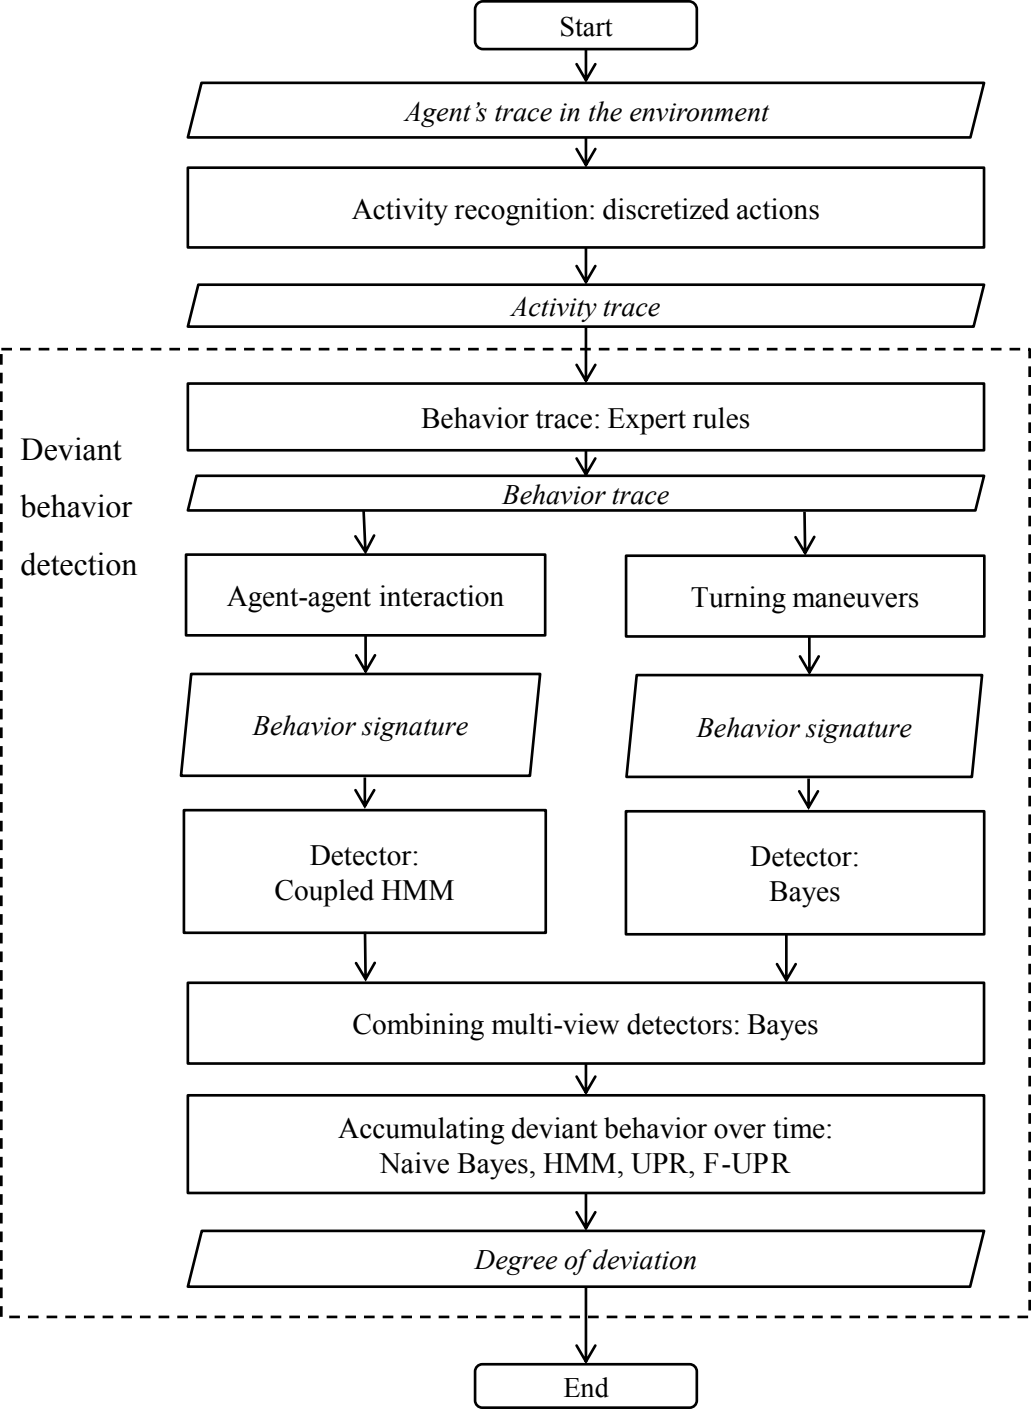 Start
Agent's trace in the environment
Activity recognition: discretized actions
Activity trace
Deviant
behavior
detection
Behavior trace: Expert rules
Behavior trace
Agent-agent interaction
Turning maneuvers
Behavior signature
Behavior signature
Detector:
Coupled HMM
Detector:
Bayes
Combining multi-view detectors: Bayes
Accumulating deviant behavior over time:
Naive Bayes, HMM, UPR, F-UPR
Degree of deviation
End